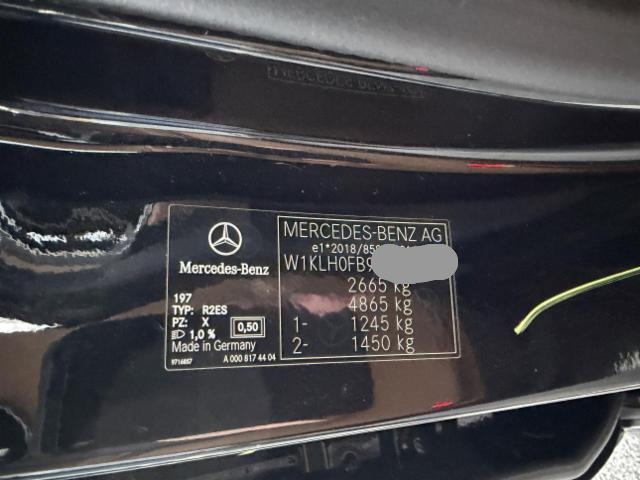 Mercedes-Benz
197
TYP: R2ES
PZ: X
1,0 %
0,50
Made in Germany
9716857
A 000 817 44 04
MERCEDES-BENZ AG
W1KLH0FB9
2665 kg
4865 kg
1- 1245 kg
2- 1450 kg